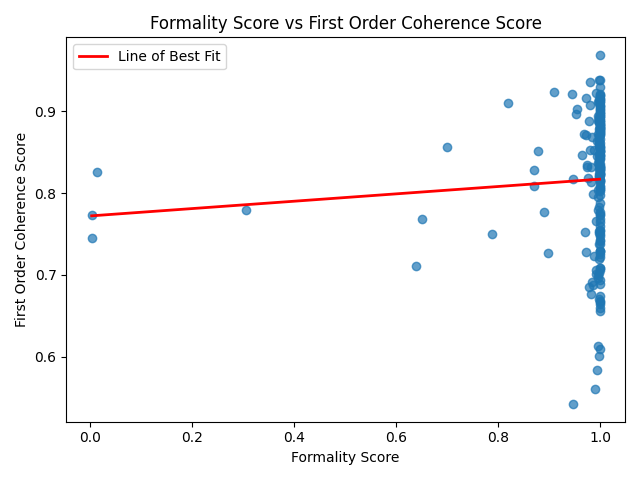 Formality Score vs First Order Coherence Score
Line of Best Fit
First Order Coherence Score
0.9
0.8
0.7
0.6
0.0 0.2 0.4 0.6 0.8 1.0
Formality Score